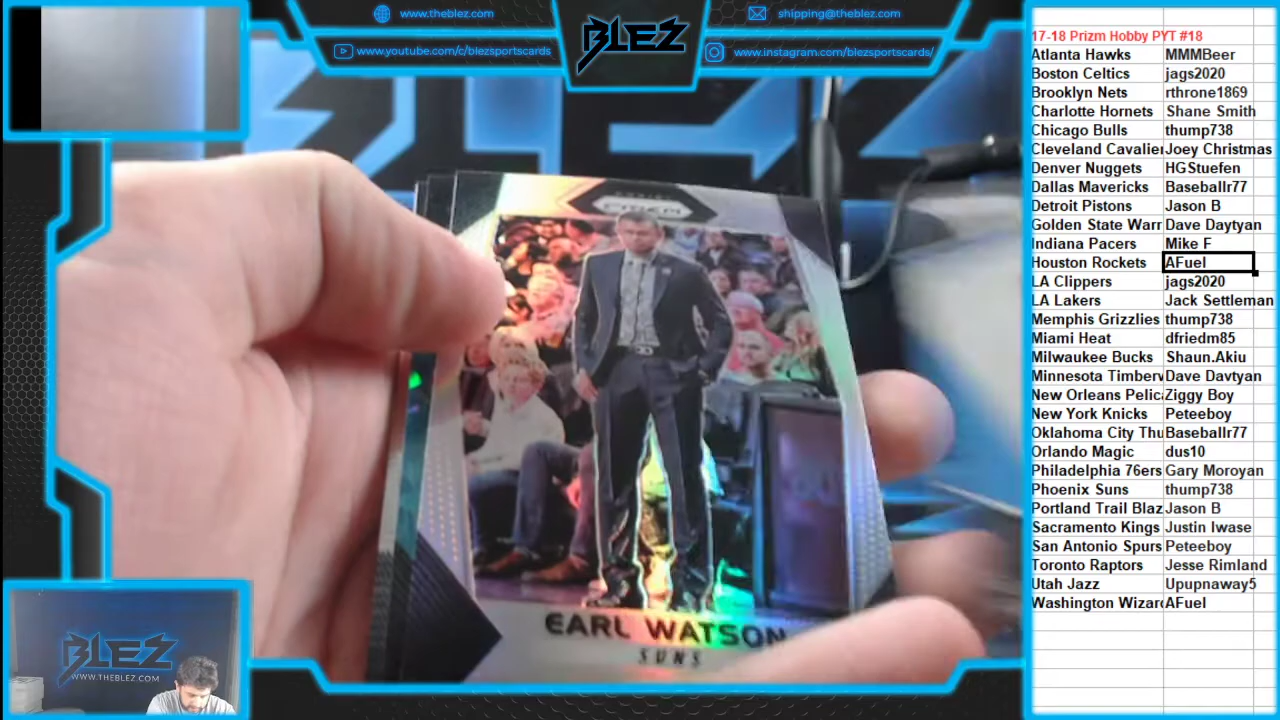 www.theblez.com
www.youtube.com/c/blezsportscards
BLEZ
shipping@theblez.com
www.instagram.com/blezsportscards/
PRIZM
EARL WATSON
SUNS
BLEZ
WWW.THEBLEZ.COM
17-18 Prizm Hobby PYT #18
Atlanta Hawks MMMBeer
Boston Celtics jags2020
Brooklyn Nets rthrone1869
Charlotte Hornets Shane Smith
Chicago Bulls thump738
Cleveland Cavalier Joey Christmas
Denver Nuggets HGStuefen
Dallas Mavericks Baseballr77
Detroit Pistons Jason B
Golden State Warr Dave Daytyan
Indiana Pacers Mike F
Houston Rockets AFuel
LA Clippers jags2020
LA Lakers Jack Settleman
Memphis Grizzlies thump738
Miami Heat dfriedm85
Milwaukee Bucks Shaun.Akiu
Minnesota Timberv Dave Davtyan
New Orleans Pelica Ziggy Boy
New York Knicks Peteeboy
Oklahoma City Thu Baseballr77
Orlando Magic dus10
Philadelphia 76ers Gary Moroyan
Phoenix Suns thump738
Portland Trail Blaz Jason B
Sacramento Kings Justin Iwase
San Antonio Spurs Peteeboy
Toronto Raptors Jesse Rimland
Utah Jazz Upupnaway5
Washington Wizard AFuel